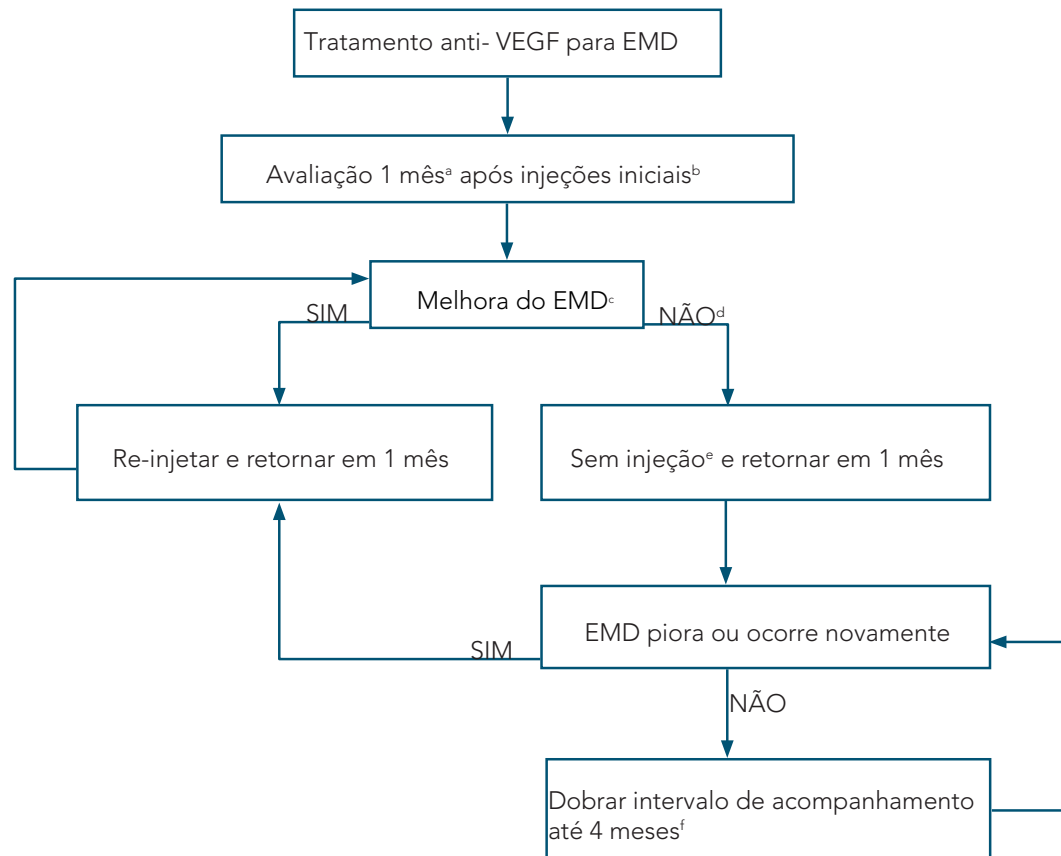 Tratamento anti- VEGF para EMD
Avaliação 1 mêsᵃ após injeções iniciaisᵇ
Melhora do EMDᶜ
SIM
NÃOᵈ
Re-injetar e retornar em 1 mês
Sem injeçãoᵉ e retornar em 1 mês
EMD piora ou ocorre novamente
SIM
NÃO
Dobrar intervalo de acompanhamento
até 4 mesesᶠ